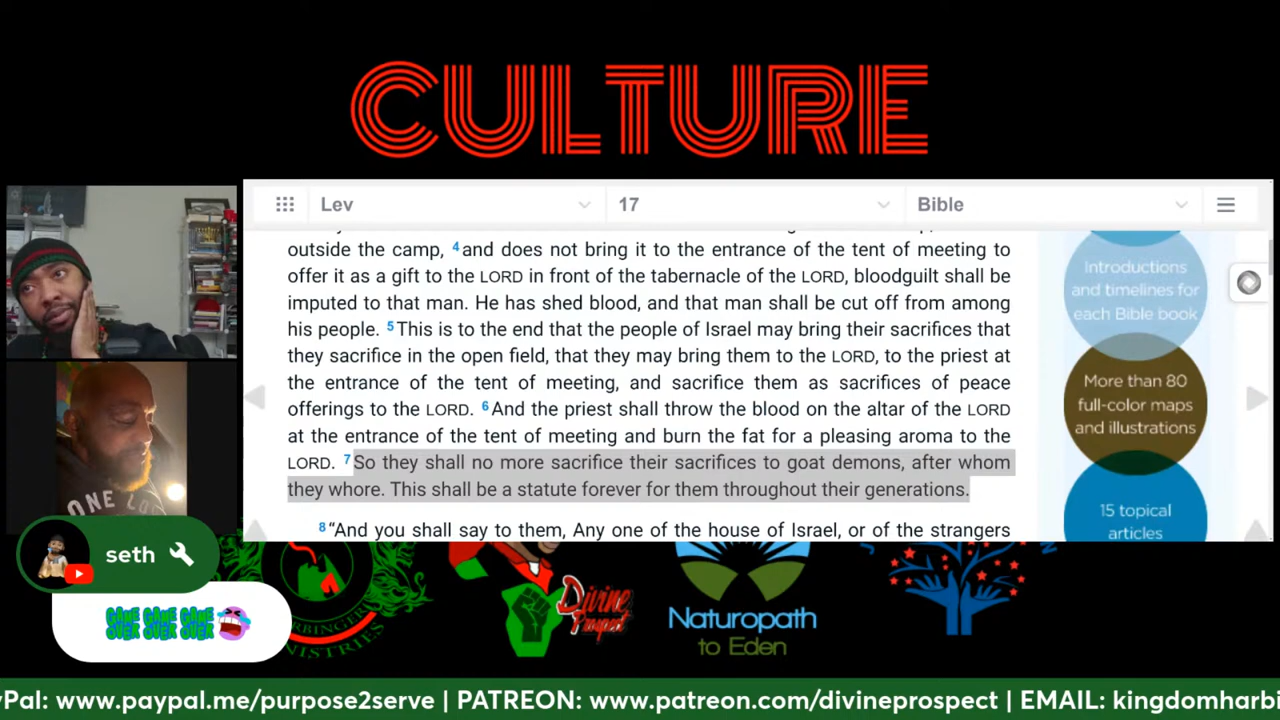 CULTURE
Lev
17
Bible
outside the camp, 4 and does not bring it to the entrance of the tent of meeting to
offer it as a gift to the LORD in front of the tabernacle of the LORD, bloodguilt shall be
imputed to that man. He has shed blood, and that man shall be cut off from among
his people. 5 This is to the end that the people of Israel may bring their sacrifices that
they sacrifice in the open field, that they may bring them to the LORD, to the priest at
the entrance of the tent of meeting, and sacrifice them as sacrifices of peace
offerings to the LORD. 6 And the priest shall throw the blood on the altar of the LORD
at the entrance of the tent of meeting and burn the fat for a pleasing aroma to the
LORD. 7 So they shall no more sacrifice their sacrifices to goat demons, after whom
they whore. This shall be a statute forever for them throughout their generations.
8 “And you shall say to them, Any one of the house of Israel, or of the strangers
Introductions
and timelines for
each Bible book
More than 80
full-color maps
and illustrations
15 topical
articles
ONE LO
seth
GAME GAME GAME
OVER OVER OVER
MINISTRIES
Divine
Prospect
Naturopath
to Eden
yPal: www.paypal.me/purpose2serve | PATREON: www.patreon.com/divineprospect | EMAIL: kingdomharbi